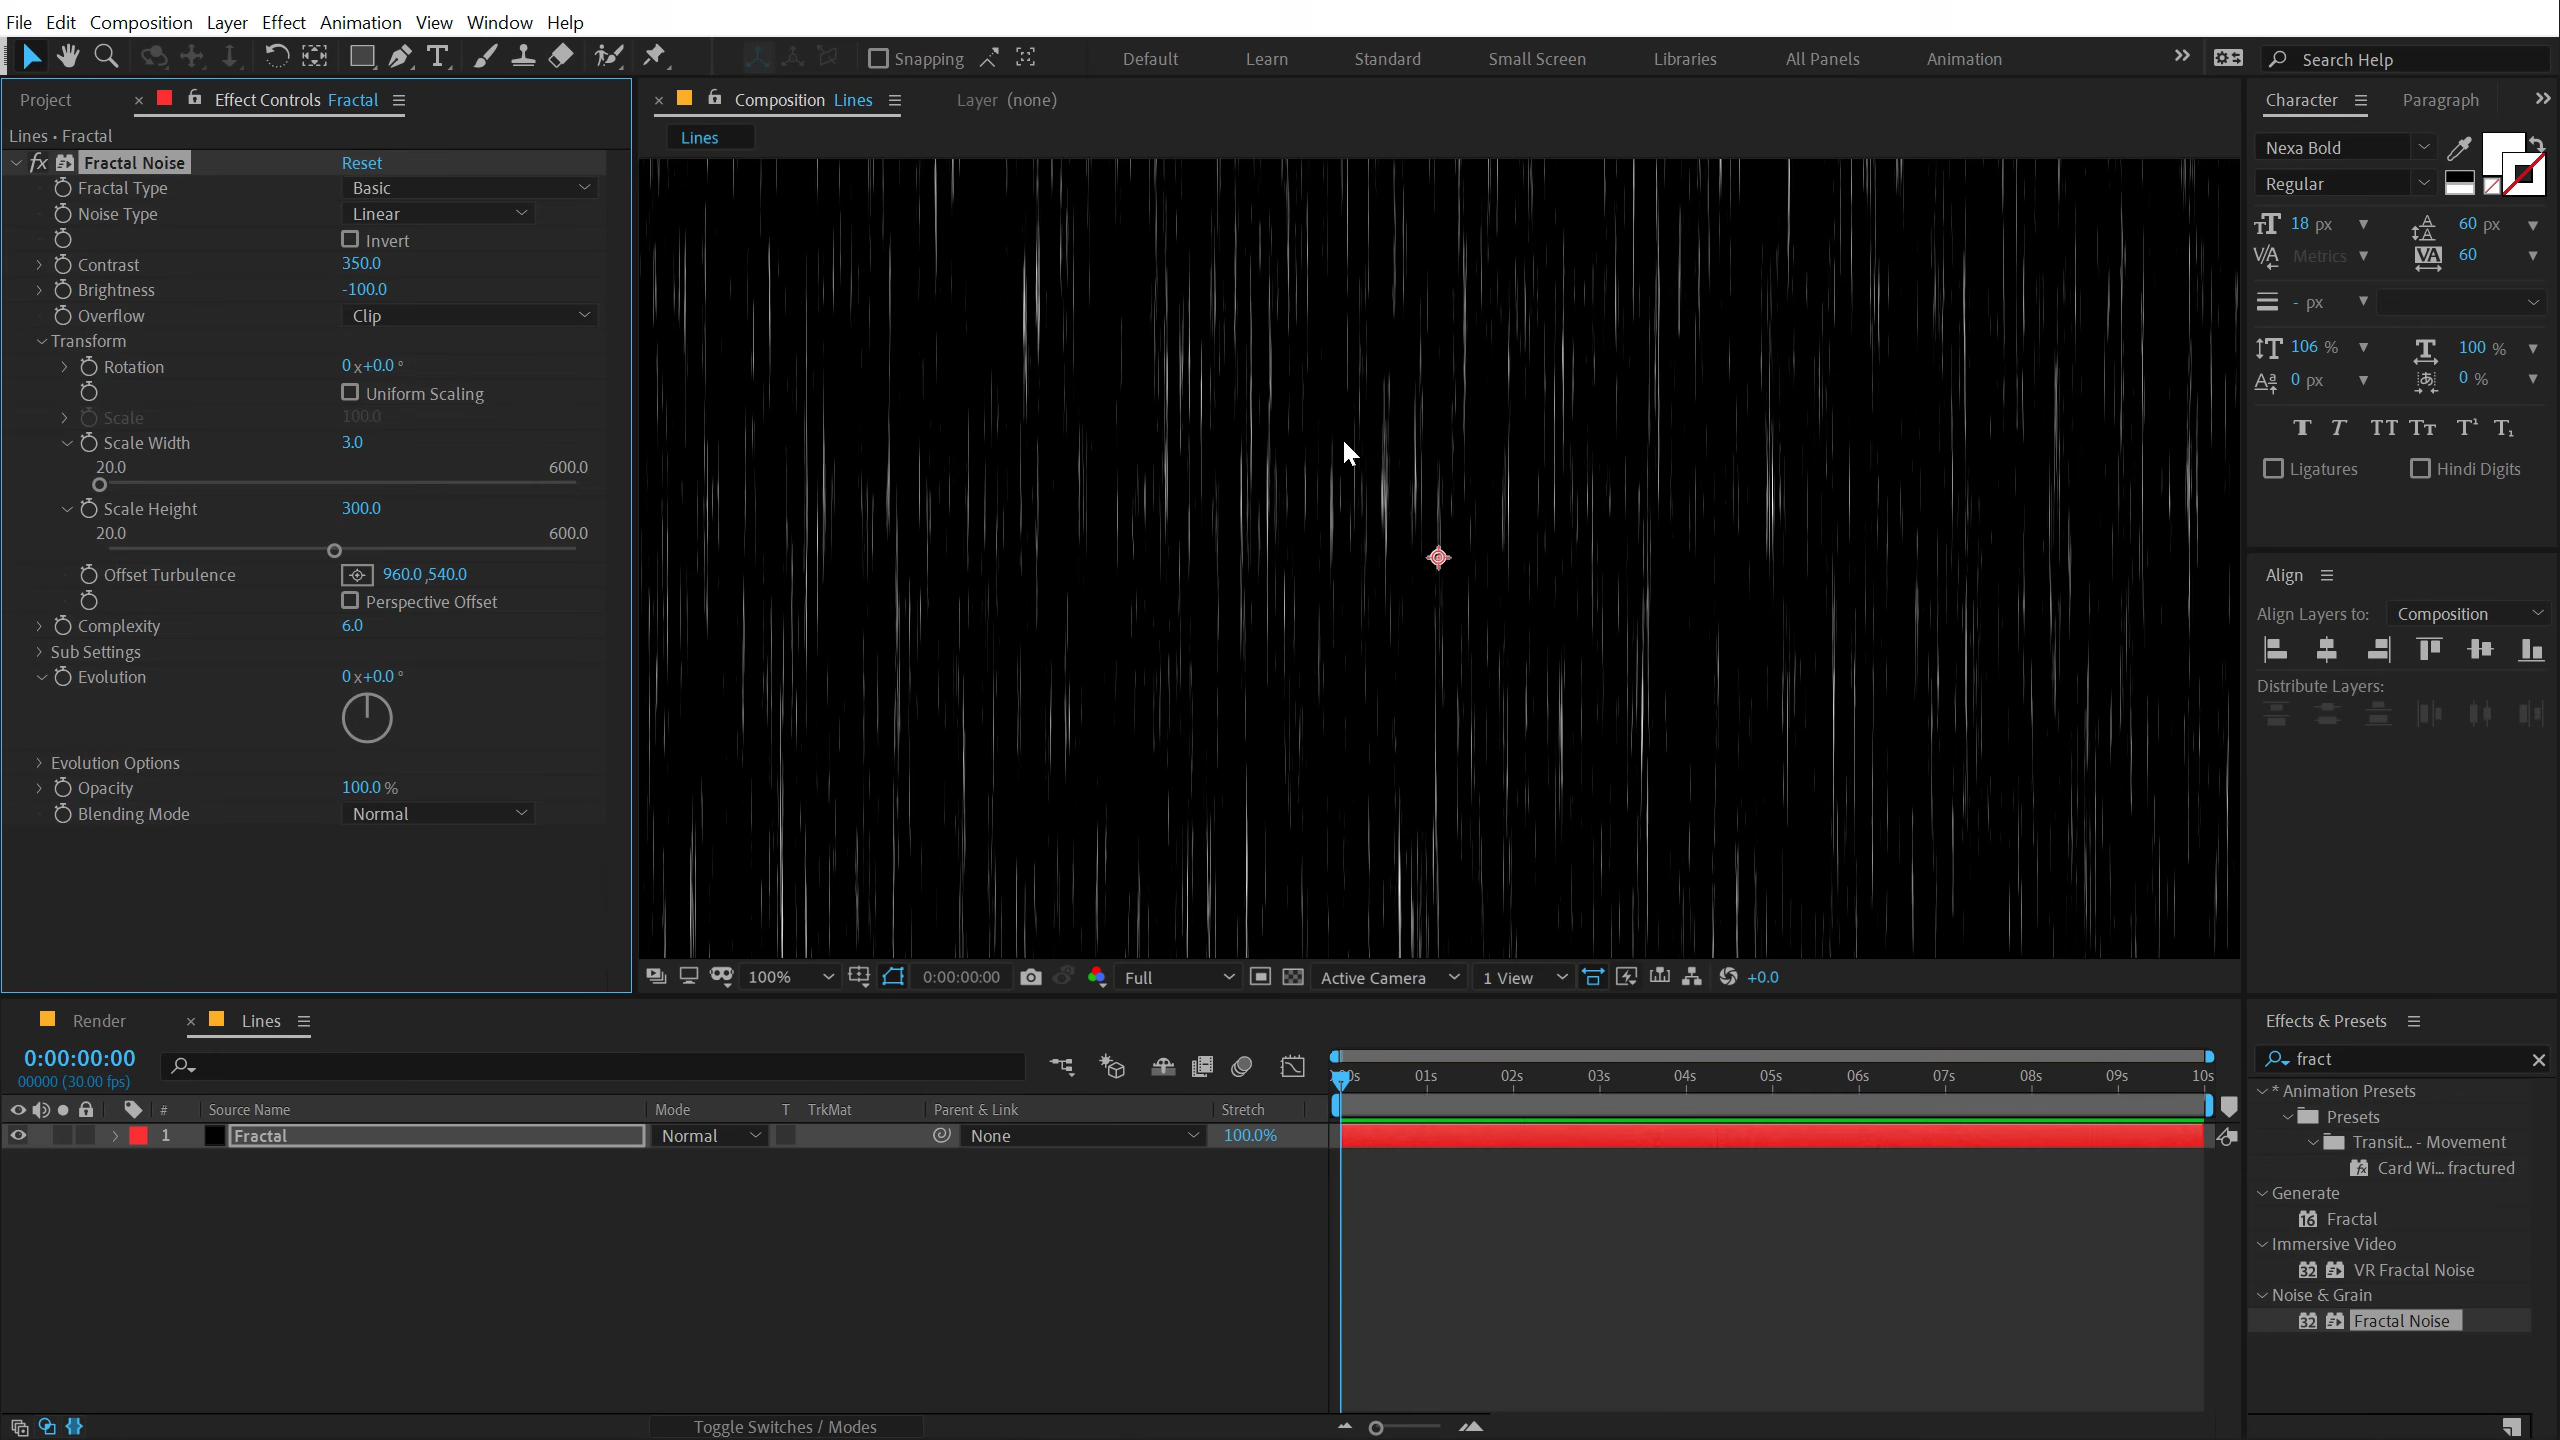 File Edit Composition Layer Effect Animation View Window Help
Snapping Default Learn Standard Small Screen Libraries All Panels Animation Search Help
Project Effect Controls Fractal
Lines • Fractal
fx Fractal Noise Reset
Fractal Type Basic
Noise Type Linear
Invert
Contrast 350.0
Brightness -100.0
Overflow Clip
Transform
Rotation 0x+0.0°
Uniform Scaling
Scale 100.0
Scale Width 3.0
20.0 600.0
Scale Height 300.0
20.0 600.0
Offset Turbulence 960.0,540.0
Perspective Offset
Complexity 6.0
Sub Settings
Evolution 0x+0.0°
Evolution Options
Opacity 100.0 %
Blending Mode Normal
Composition Lines Layer (none)
Lines
100% 0:00:00:00 Full Active Camera 1 View +0.0
Character Paragraph
Nexa Bold
Regular
18 px 60 px
Metrics 60
- px
106 % 100 %
0 px 0 %
Ligatures Hindi Digits
Align
Align Layers to: Composition
Distribute Layers:
Render Lines
0:00:00:00
00000 (30.00 fps)
# Source Name Mode T TrkMat Parent & Link Stretch
1 Fractal Normal None 100.0%
01s 02s 03s 04s 05s 06s 07s 08s 09s 10s
Toggle Switches / Modes
Effects & Presets
fract
* Animation Presets
Presets
Transit... - Movement
Card Wi... fractured
Generate
16 Fractal
Immersive Video
32 VR Fractal Noise
Noise & Grain
32 Fractal Noise